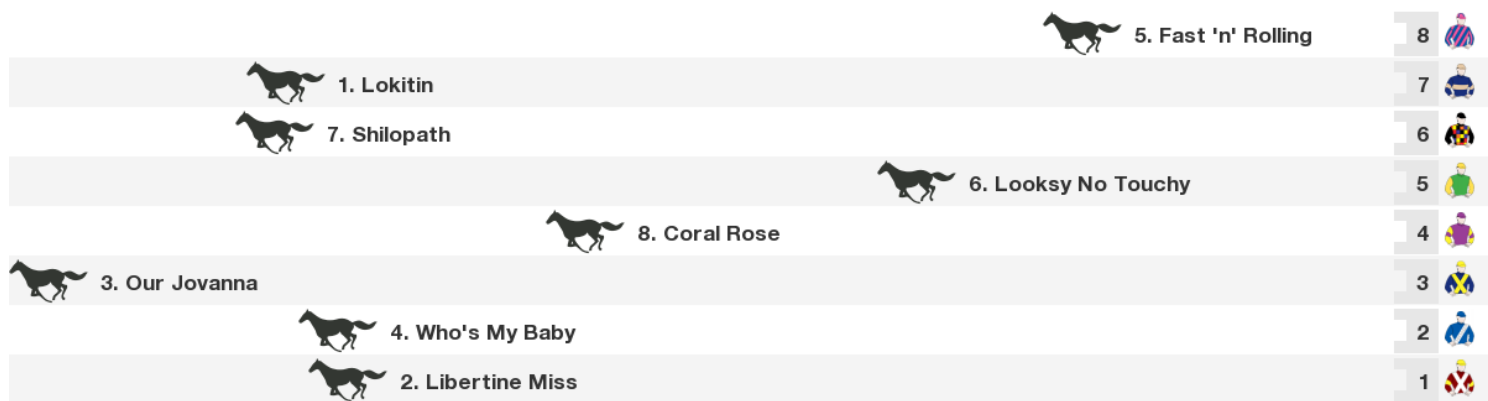 5. Fast 'n' Rolling 8
1. Lokitin 7
7. Shilopath 6
6. Looksy No Touchy 5
8. Coral Rose 4
3. Our Jovanna 3
4. Who's My Baby 2
2. Libertine Miss 1